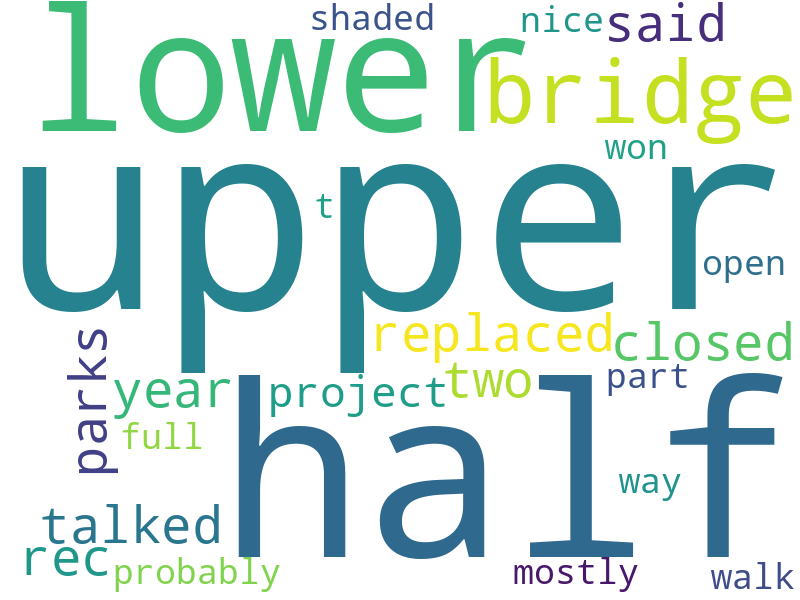 shaded
nice
said
lower
bridge
won
upper
t
open
parks
replaced
closed
year
project
two
part
full
half
way
talked
rec
probably
mostly
walk